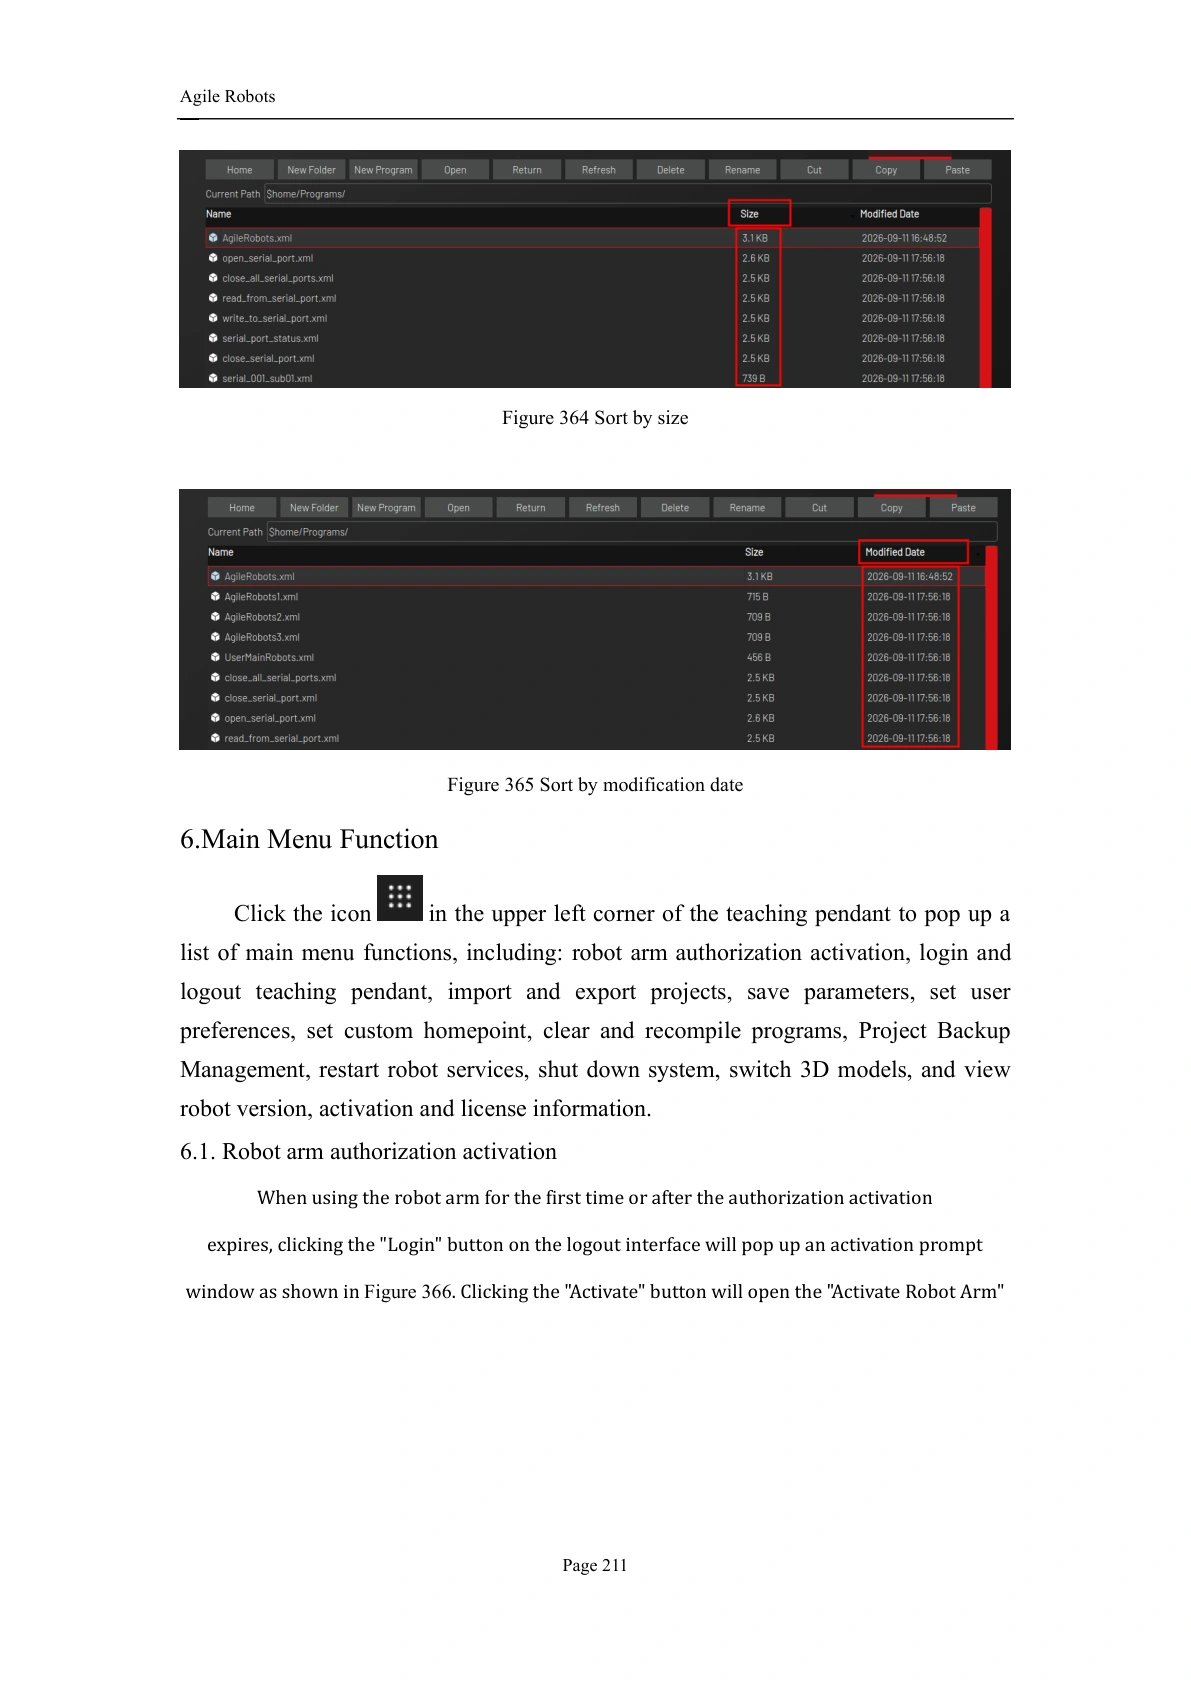 Agile Robots
Home New Folder New Program Open Return Refresh Delete Rename Cut Copy Paste
Current Path $home/Programs/
Name Size Modified Date
AgileRobots.xml 3.1 KB 2026-09-11 16:48:52
open_serial_port.xml 2.6 KB 2026-09-11 17:56:18
close_all_serial_ports.xml 2.5 KB 2026-09-11 17:56:18
read_from_serial_port.xml 2.5 KB 2026-09-11 17:56:18
write_to_serial_port.xml 2.5 KB 2026-09-11 17:56:18
serial_port_status.xml 2.5 KB 2026-09-11 17:56:18
close_serial_port.xml 2.5 KB 2026-09-11 17:56:18
serial_001_sub01.xml 739 B 2026-09-11 17:56:18
Figure 364 Sort by size
Home New Folder New Program Open Return Refresh Delete Rename Cut Copy Paste
Current Path $home/Programs/
Name Size Modified Date
AgileRobots.xml 3.1 KB 2026-09-11 16:48:52
AgileRobots1.xml 715 B 2026-09-11 17:56:18
AgileRobots2.xml 709 B 2026-09-11 17:56:18
AgileRobots3.xml 709 B 2026-09-11 17:56:18
UserMainRobots.xml 456 B 2026-09-11 17:56:18
close_all_serial_ports.xml 2.5 KB 2026-09-11 17:56:18
close_serial_port.xml 2.5 KB 2026-09-11 17:56:18
open_serial_port.xml 2.6 KB 2026-09-11 17:56:18
read_from_serial_port.xml 2.5 KB 2026-09-11 17:56:18
Figure 365 Sort by modification date
6.Main Menu Function
Click the icon in the upper left corner of the teaching pendant to pop up a
list of main menu functions, including: robot arm authorization activation, login and
logout teaching pendant, import and export projects, save parameters, set user
preferences, set custom homepoint, clear and recompile programs, Project Backup
Management, restart robot services, shut down system, switch 3D models, and view
robot version, activation and license information.
6.1. Robot arm authorization activation
When using the robot arm for the first time or after the authorization activation
expires, clicking the "Login" button on the logout interface will pop up an activation prompt
window as shown in Figure 366. Clicking the "Activate" button will open the "Activate Robot Arm"
Page 211